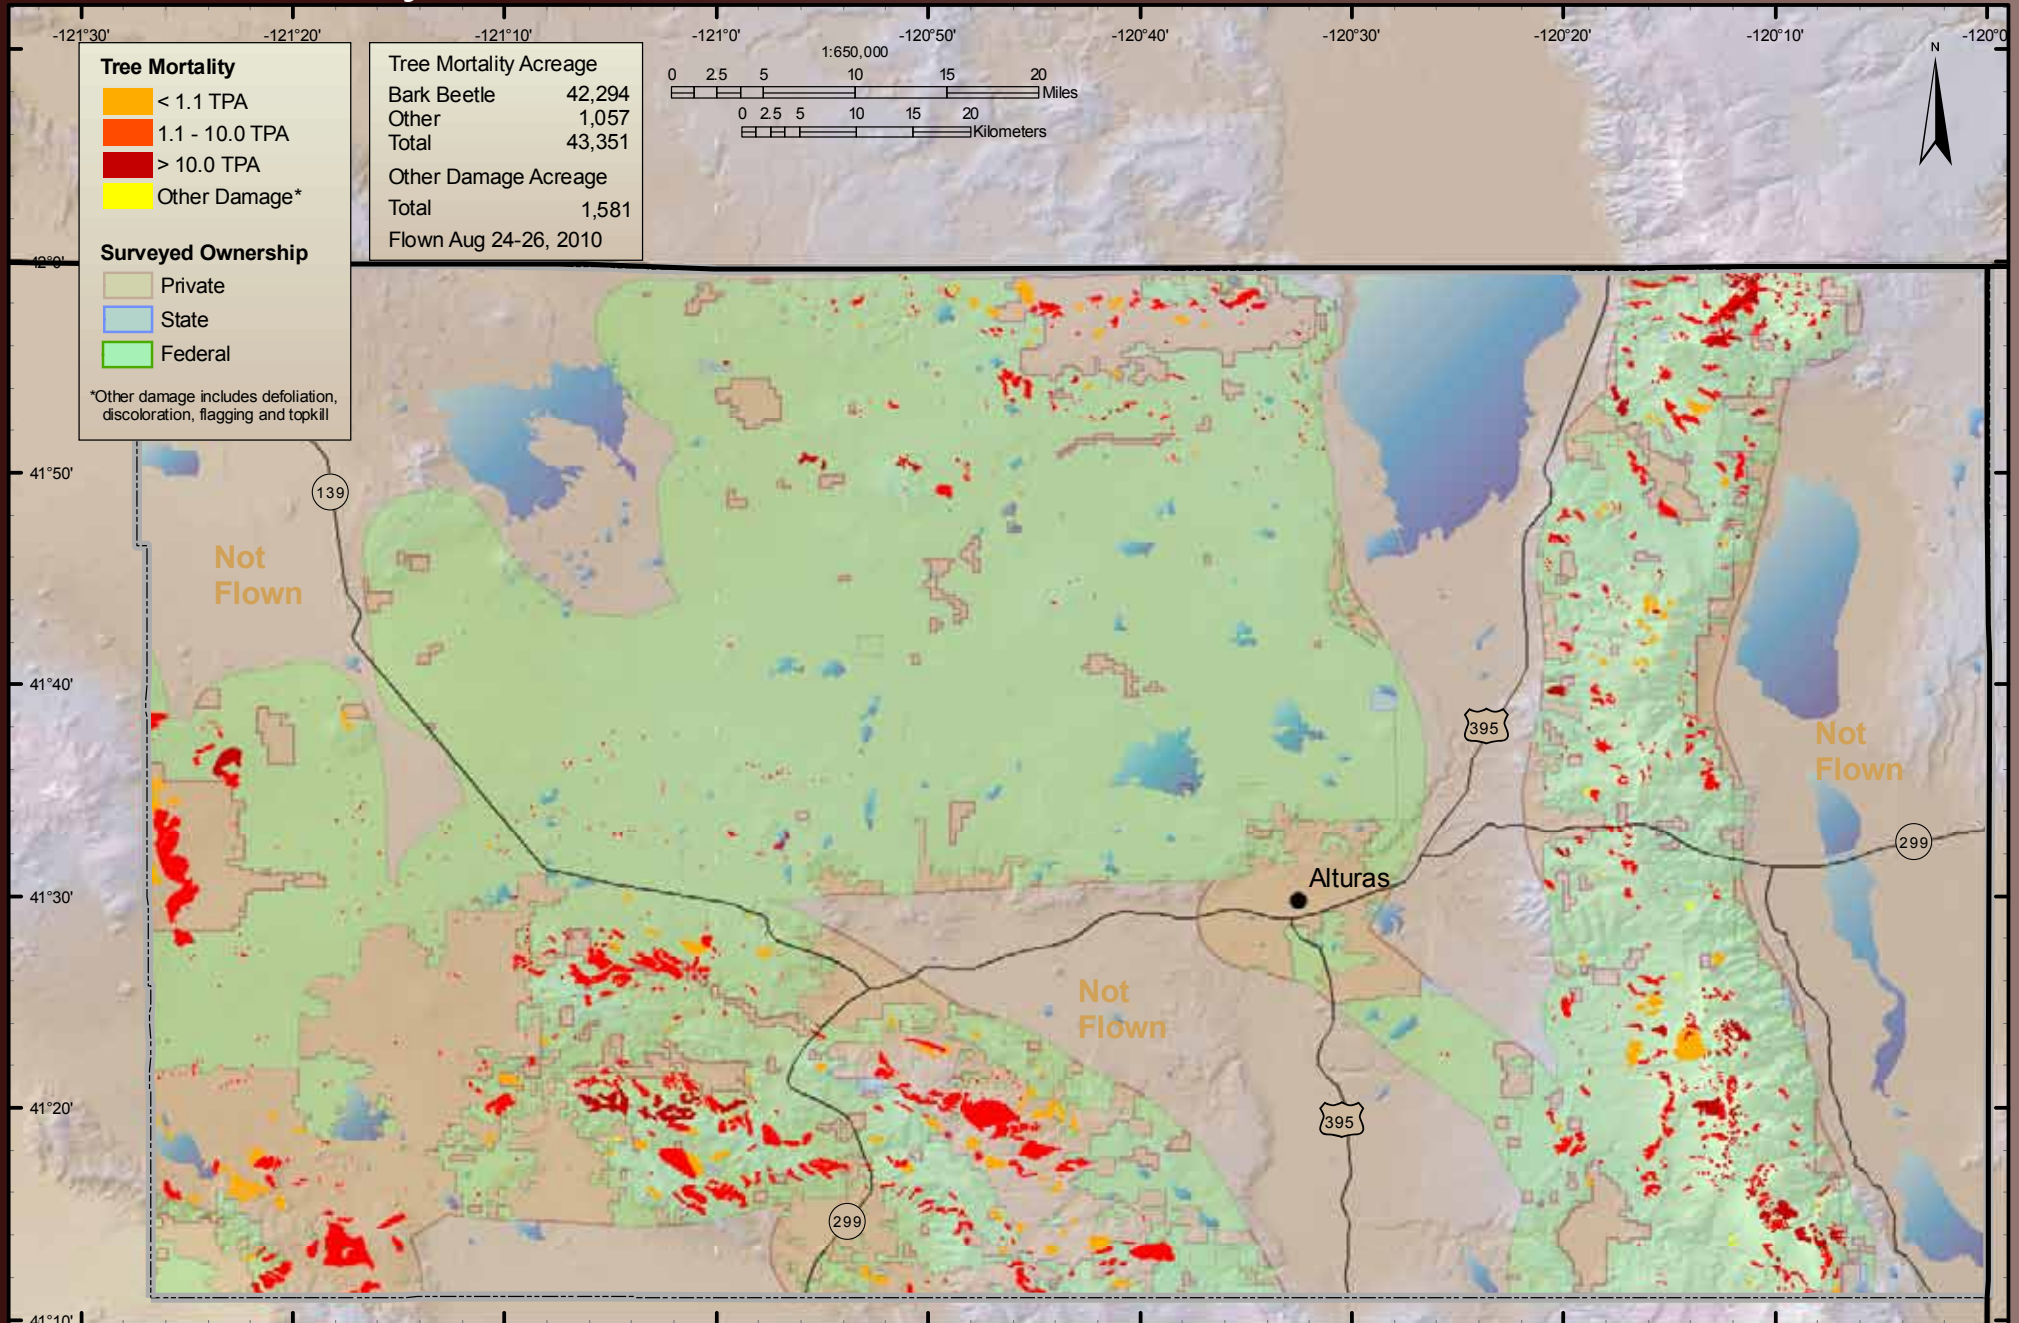 -121°30'
-121°20'
-121°10'
-121°0'
-120°50'
-120°40'
-120°30'
-120°20'
-120°10'
-120°0
Tree Mortality
< 1.1 TPA
1.1 - 10.0 TPA
> 10.0 TPA
Other Damage*
Surveyed Ownership
Private
State
Federal
*Other damage includes defoliation,
discoloration, flagging and topkill
Tree Mortality Acreage
Bark Beetle 42,294
Other 1,057
Total 43,351
Other Damage Acreage
Total 1,581
Flown Aug 24-26, 2010
1:650,000
0 2.5 5 10 15 20
Miles
0 2.5 5 10 15 20
Kilometers
N
42°0'
41°50'
139
Not
Flown
41°40'
395
Not
Flown
299
41°30'
Alturas
Not
Flown
41°20'
395
299
41°10'